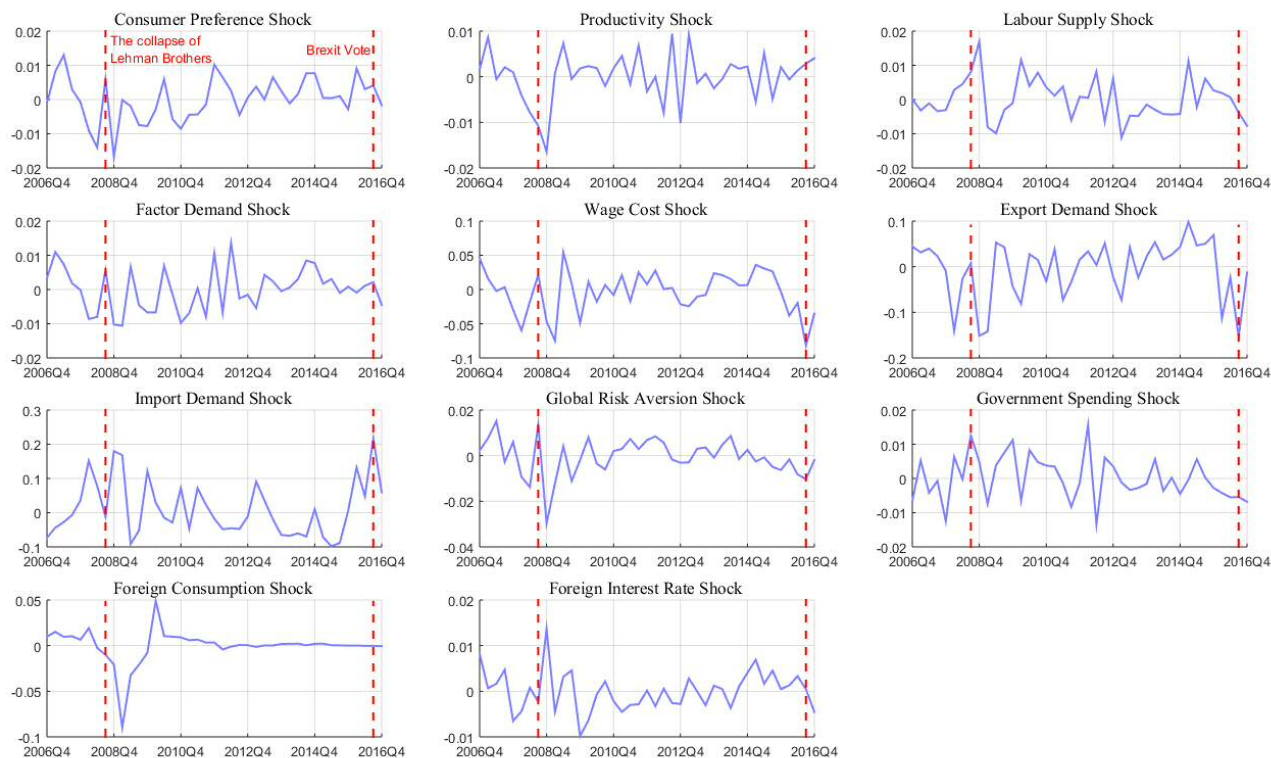 Consumer Preference Shock
0.02
0.01
0
-0.01
-0.02
The collapse of
Lehman Brothers
Brexit Vote
2006Q4 2008Q4 2010Q4 2012Q4 2014Q4 2016Q4
Productivity Shock
0.01
0
-0.01
-0.02
2006Q4 2008Q4 2010Q4 2012Q4 2014Q4 2016Q4
Labour Supply Shock
0.02
0.01
0
-0.01
-0.02
2006Q4 2008Q4 2010Q4 2012Q4 2014Q4 2016Q4
Factor Demand Shock
0.02
0.01
0
-0.01
-0.02
2006Q4 2008Q4 2010Q4 2012Q4 2014Q4 2016Q4
Wage Cost Shock
0.1
0.05
0
-0.05
-0.1
2006Q4 2008Q4 2010Q4 2012Q4 2014Q4 2016Q4
Export Demand Shock
0.1
0
-0.1
-0.2
2006Q4 2008Q4 2010Q4 2012Q4 2014Q4 2016Q4
Import Demand Shock
0.3
0.2
0.1
0
-0.1
2006Q4 2008Q4 2010Q4 2012Q4 2014Q4 2016Q4
Global Risk Aversion Shock
0.02
0
-0.02
-0.04
2006Q4 2008Q4 2010Q4 2012Q4 2014Q4 2016Q4
Government Spending Shock
0.02
0.01
0
-0.01
-0.02
2006Q4 2008Q4 2010Q4 2012Q4 2014Q4 2016Q4
Foreign Consumption Shock
0.05
0
-0.05
-0.1
2006Q4 2008Q4 2010Q4 2012Q4 2014Q4 2016Q4
Foreign Interest Rate Shock
0.02
0.01
0
-0.01
2006Q4 2008Q4 2010Q4 2012Q4 2014Q4 2016Q4